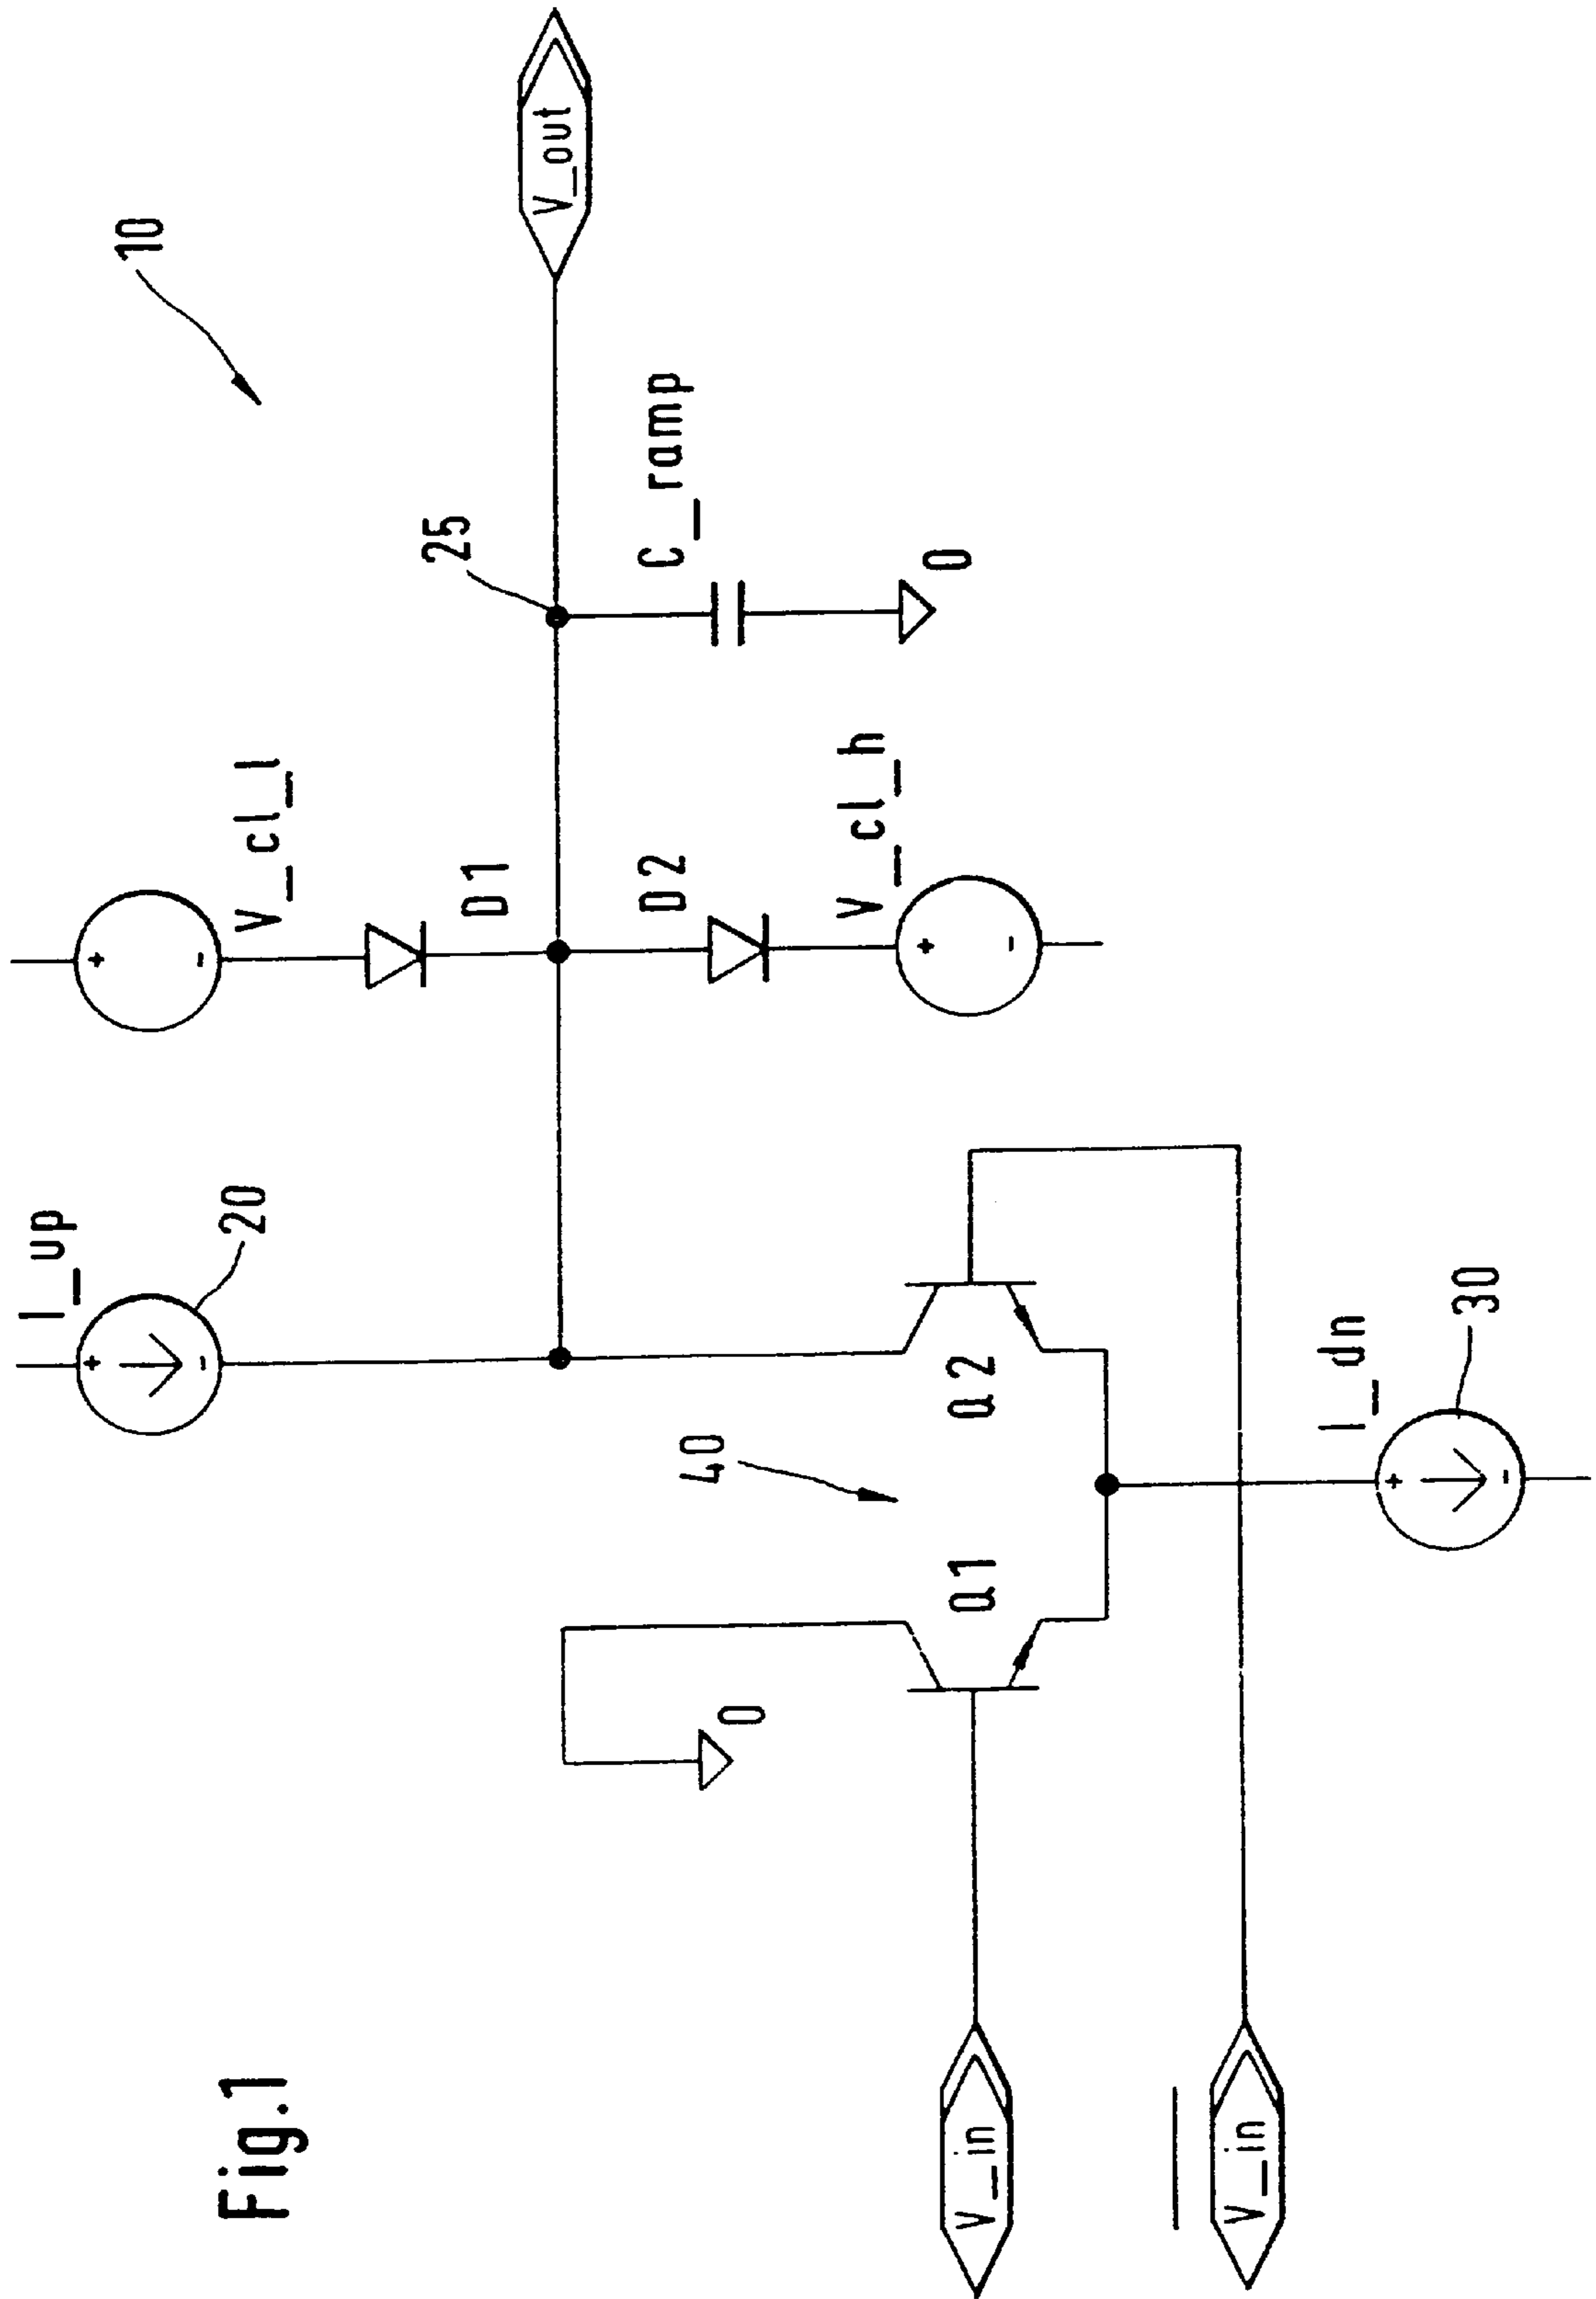 Fig.1
10
I_up
20
V_cl_l
+
-
+
-
D1
25
V_out
40
0
D2
C_ramp
V_cl_h
0
+
-
Q1
Q2
V_in
V_in
I_dn
30
+
-